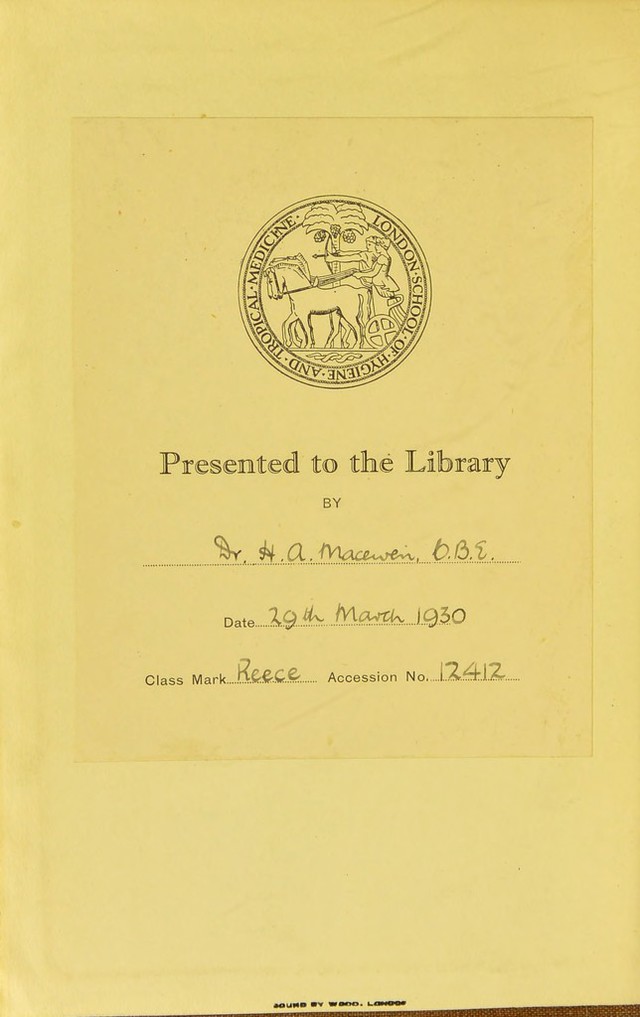 LONDON·SCHOOL·OF·HYGIENE·AND·TROPICAL·MEDICINE·
Presented to the Library
BY
Dr. H. A. Macewen, O.B.E.
Date 29th March 1930
Class Mark Reece Accession No. 12412
BOUND BY WOOD, LONDON